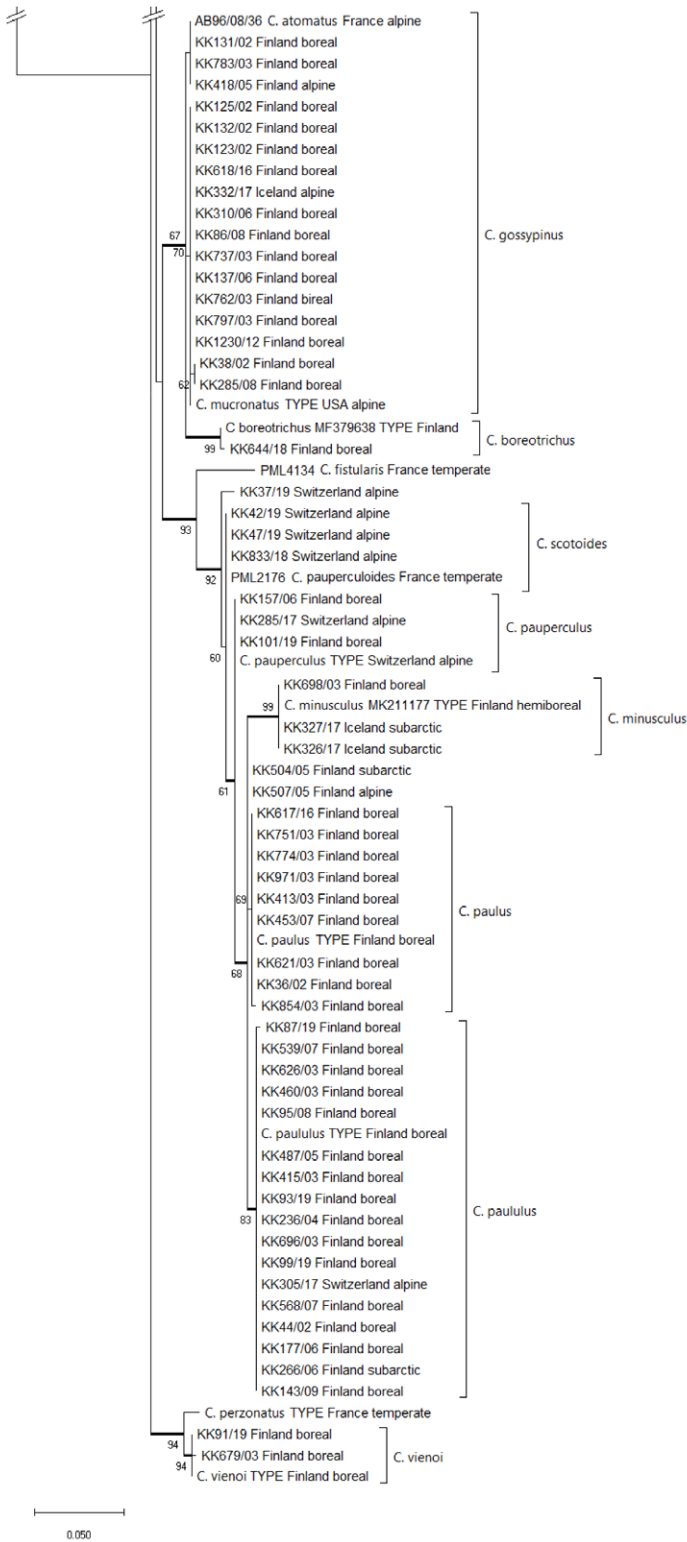 AB96/08/36 C. atomatus France alpine
KK131/02 Finland boreal
KK783/03 Finland boreal
KK418/05 Finland alpine
KK125/02 Finland boreal
KK132/02 Finland boreal
KK123/02 Finland boreal
KK618/16 Finland boreal
KK332/17 Iceland alpine
KK310/06 Finland boreal
67
KK86/08 Finland boreal
C. gossypinus
70
KK737/03 Finland boreal
KK137/06 Finland boreal
KK762/03 Finland bireal
KK797/03 Finland boreal
KK1230/12 Finland boreal
KK38/02 Finland boreal
62
KK285/08 Finland boreal
C. mucronatus TYPE USA alpine
C boreotrichus MF379638 TYPE Finland
C. boreotrichus
99
KK644/18 Finland boreal
PML4134 C. fistularis France temperate
KK37/19 Switzerland alpine
KK42/19 Switzerland alpine
93
KK47/19 Switzerland alpine
C. scotoides
KK833/18 Switzerland alpine
92
PML2176 C. pauperculoides France temperate
KK157/06 Finland boreal
KK285/17 Switzerland alpine
C. pauperculus
KK101/19 Finland boreal
60
C. pauperculus TYPE Switzerland alpine
KK698/03 Finland boreal
99
C. minusculus MK211177 TYPE Finland hemiboreal
C. minusculus
KK327/17 Iceland subarctic
KK326/17 Iceland subarctic
KK504/05 Finland subarctic
61
KK507/05 Finland alpine
KK617/16 Finland boreal
KK751/03 Finland boreal
KK774/03 Finland boreal
KK971/03 Finland boreal
69
KK413/03 Finland boreal
C. paulus
KK453/07 Finland boreal
C. paulus TYPE Finland boreal
68
KK621/03 Finland boreal
KK36/02 Finland boreal
KK854/03 Finland boreal
KK87/19 Finland boreal
KK539/07 Finland boreal
KK626/03 Finland boreal
KK460/03 Finland boreal
KK95/08 Finland boreal
C. paululus TYPE Finland boreal
KK487/05 Finland boreal
KK415/03 Finland boreal
KK93/19 Finland boreal
C. paululus
83
KK236/04 Finland boreal
KK696/03 Finland boreal
KK99/19 Finland boreal
KK305/17 Switzerland alpine
KK568/07 Finland boreal
KK44/02 Finland boreal
KK177/06 Finland boreal
KK266/06 Finland subarctic
KK143/09 Finland boreal
C. perzonatus TYPE France temperate
94
KK91/19 Finland boreal
KK679/03 Finland boreal
C. vienoi
94
C. vienoi TYPE Finland boreal
0.050